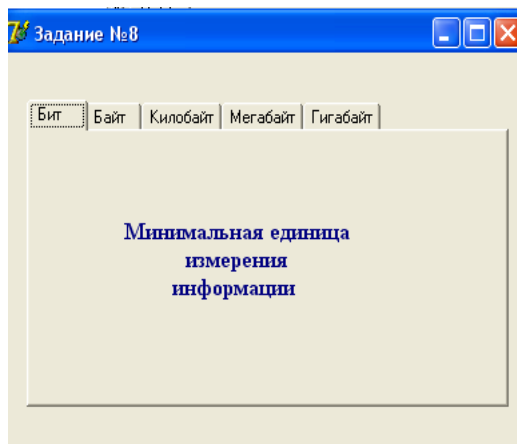 Задание №8
Бит Байт Килобайт Мегабайт Гигабайт
Минимальная единица
измерения
информации